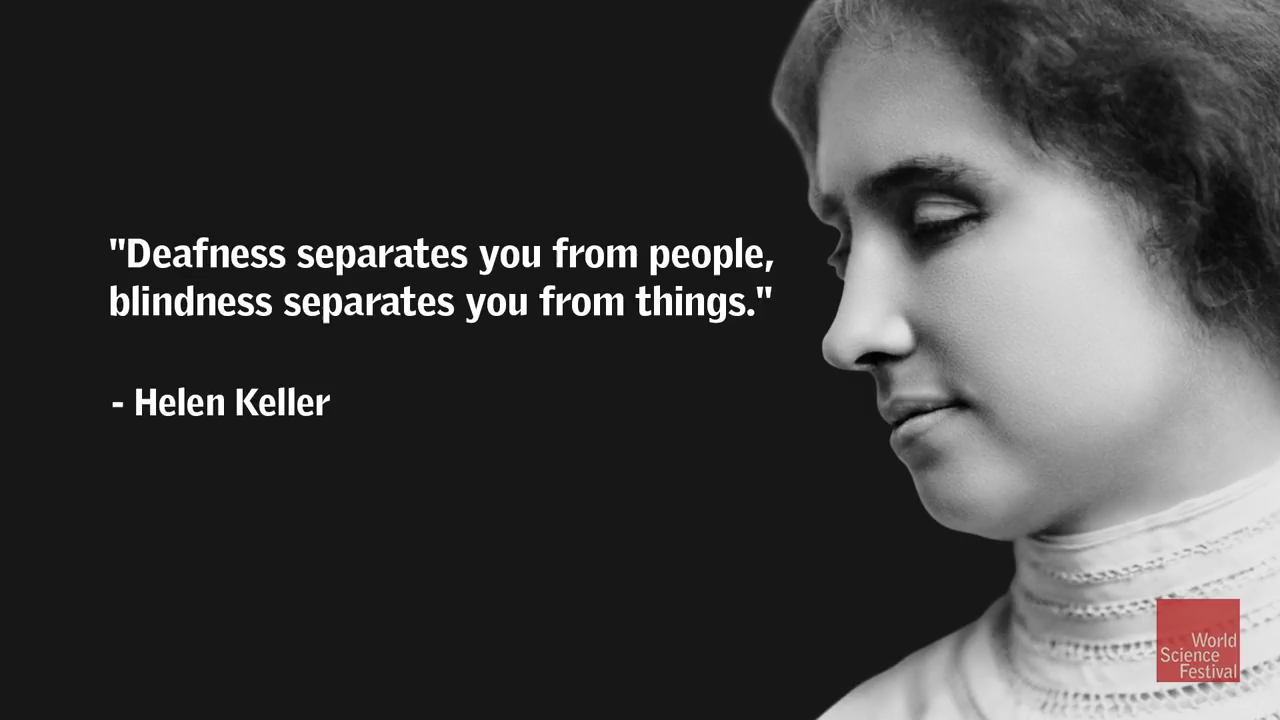 "Deafness separates you from people,
blindness separates you from things."
- Helen Keller
World
Science
Festival